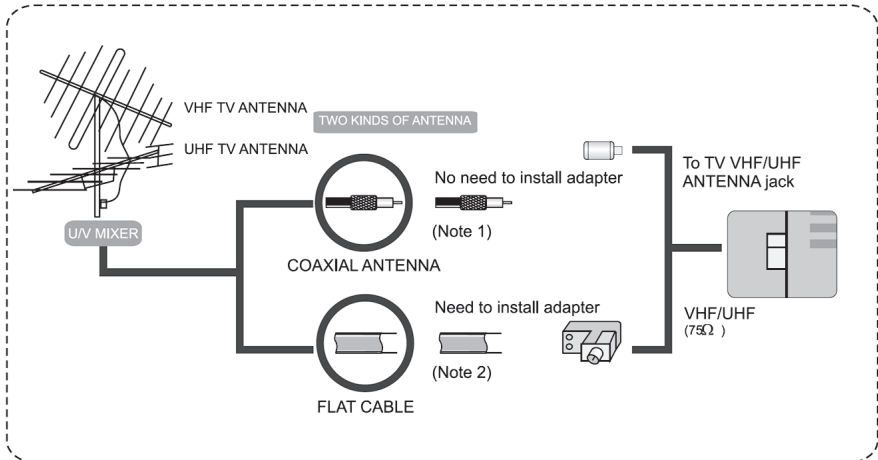 VHF TV ANTENNA
UHF TV ANTENNA
U/V MIXER
TWO KINDS OF ANTENNA
No need to install adapter
(Note 1)
COAXIAL ANTENNA
Need to install adapter
(Note 2)
FLAT CABLE
To TV VHF/UHF
ANTENNA jack
VHF/UHF
(75Ω )